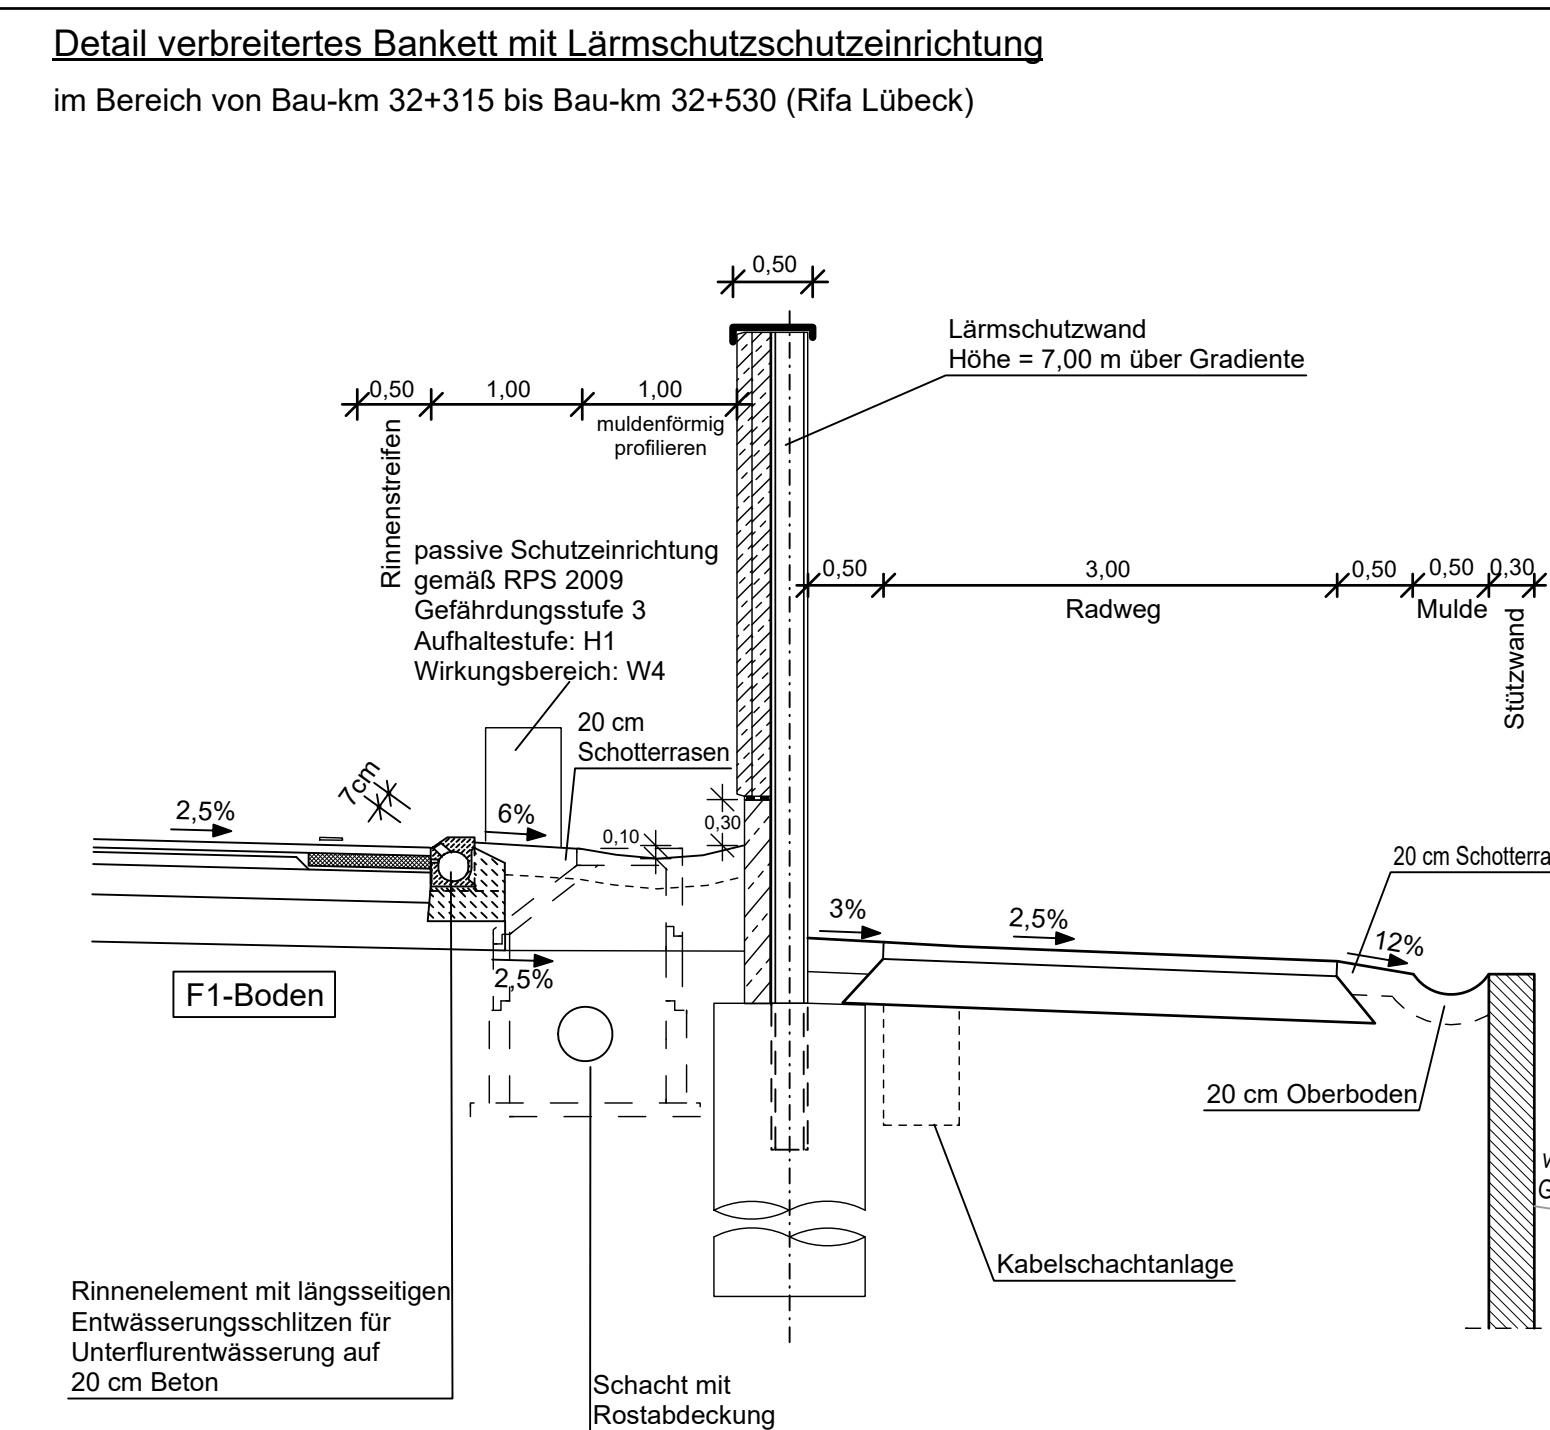 Detail verbreitertes Bankett mit Lärmschutzschutzeinrichtung
im Bereich von Bau-km 32+315 bis Bau-km 32+530 (Rifa Lübeck)
0,50
Lärmschutzwand
Höhe = 7,00 m über Gradiente
0,50
1,00
1,00
muldenförmig
profilieren
Rinnenstreifen
passive Schutzeinrichtung
gemäß RPS 2009
Gefährdungsstufe 3
Aufhaltestufe: H1
Wirkungsbereich: W4
0,50
3,00
0,50
0,50
0,30
Radweg
Mulde
Stützwand
20 cm
Schotterrasen
7cm
2,5%
6%
0,10
0,30
20 cm Schotterra
3%
2,5%
12%
2,5%
F1-Boden
20 cm Oberboden
Kabelschachtanlage
Rinnenelement mit längsseitigen
Entwässerungsschlitzen für
Unterflurentwässerung auf
20 cm Beton
Schacht mit
Rostabdeckung